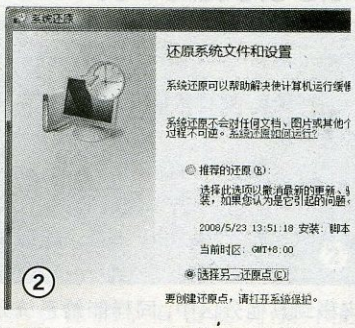 系统还原
还原系统文件和设置
系统还原可以帮助解决使计算机运行缓慢
系统还原不会对任何文档、图片或其他个
过程不可逆。系统还原如何运行?
推荐的还原(R):
选择此选项以撤消最新的更新、
装，如果您认为是它引起的问题。
2008/5/23 13:51:18 安装: 脚本
当前时区: GMT+8:00
选择另一还原点(C)
②
要创建还原点，请打开系统保护。